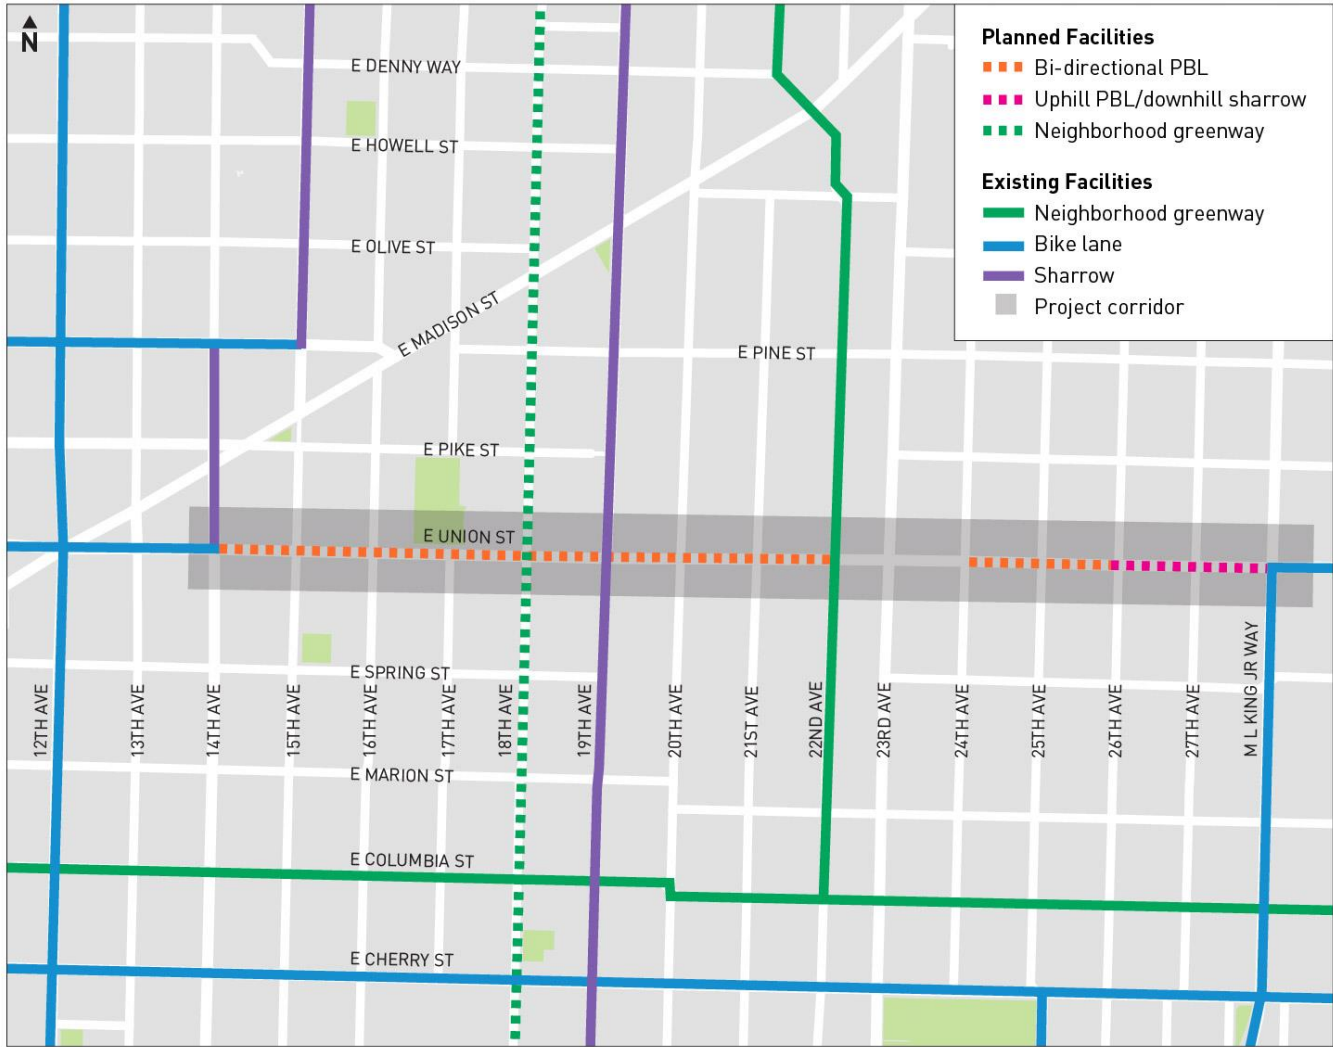 N
Planned Facilities
Bi-directional PBL
Uphill PBL/downhill sharrow
Neighborhood greenway
Existing Facilities
Neighborhood greenway
Bike lane
Sharrow
Project corridor
E DENNY WAY
E HOWELL ST
E OLIVE ST
E MADISON ST
E PINE ST
E PIKE ST
E UNION ST
E SPRING ST
12TH AVE
13TH AVE
14TH AVE
15TH AVE
16TH AVE
17TH AVE
18TH AVE
19TH AVE
20TH AVE
21ST AVE
22ND AVE
23RD AVE
24TH AVE
25TH AVE
26TH AVE
27TH AVE
M L KING JR WAY
E MARION ST
E COLUMBIA ST
E CHERRY ST